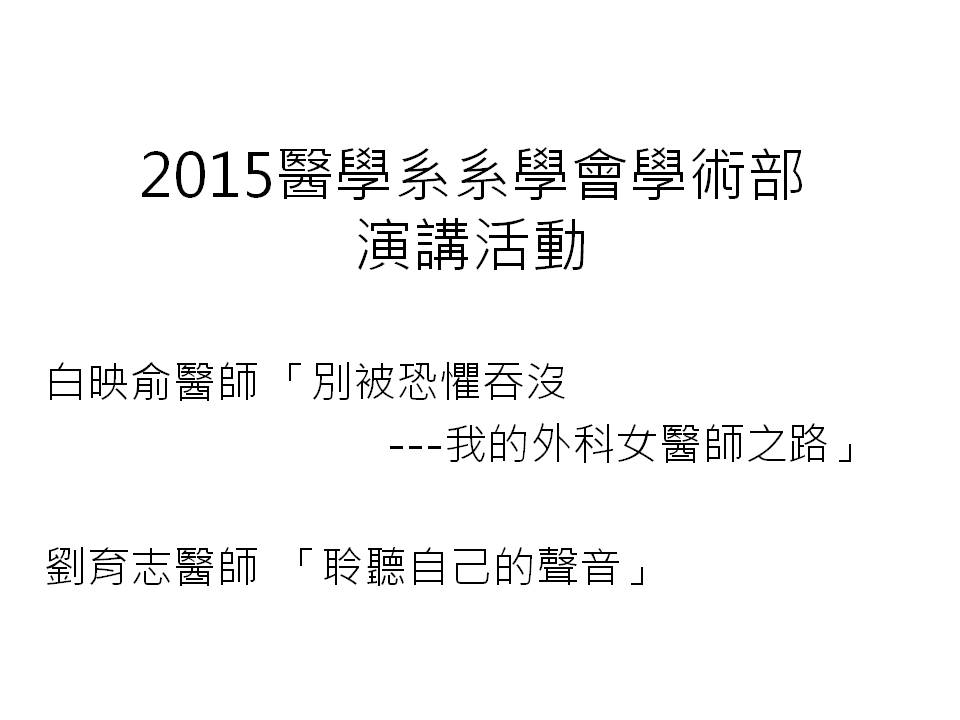 2015醫學系系學會學術部
演講活動
白映俞醫師「別被恐懼吞沒
---我的外科女醫師之路」
劉育志醫師 「聆聽自己的聲音」